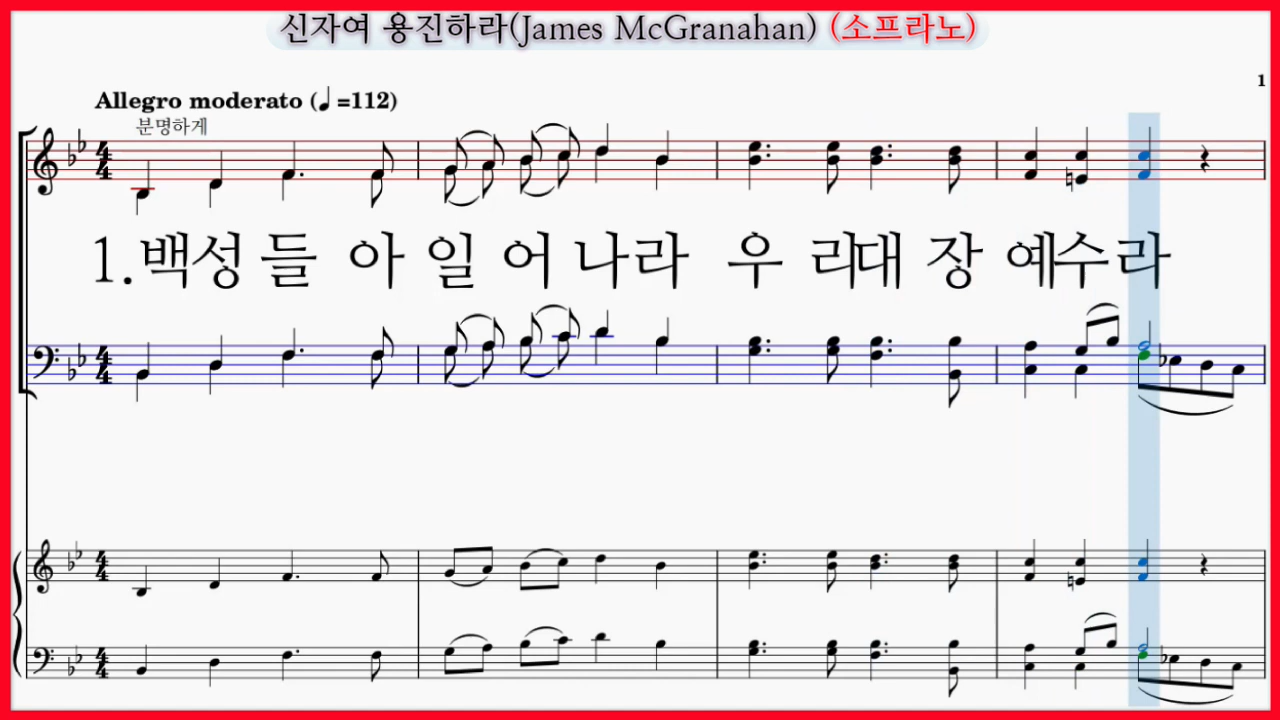 신자여 용진하라(James McGranahan) (소프라노)
1
Allegro moderato (♩=112)
분명하게
1.백성 들 아 일 어 나라 우 리대 장 예수라